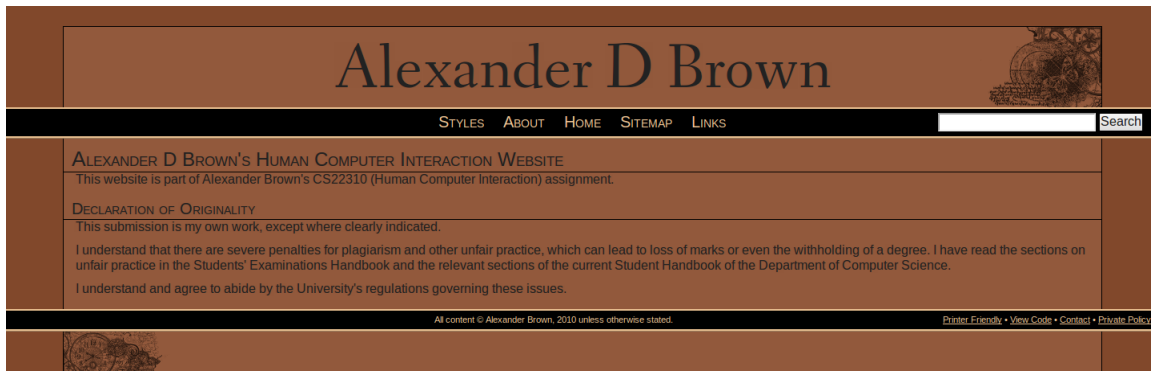 Alexander D Brown
Styles About Home Sitemap Links Search
Alexander D Brown's Human Computer Interaction Website
This website is part of Alexander Brown's CS22310 (Human Computer Interaction) assignment.
Declaration of Originality
This submission is my own work, except where clearly indicated.
I understand that there are severe penalties for plagiarism and other unfair practice, which can lead to loss of marks or even the withholding of a degree. I have read the sections on
unfair practice in the Students' Examinations Handbook and the relevant sections of the current Student Handbook of the Department of Computer Science.
I understand and agree to abide by the University's regulations governing these issues.
All content © Alexander Brown, 2010 unless otherwise stated. Printer Friendly • View Code • Contact • Private Policy